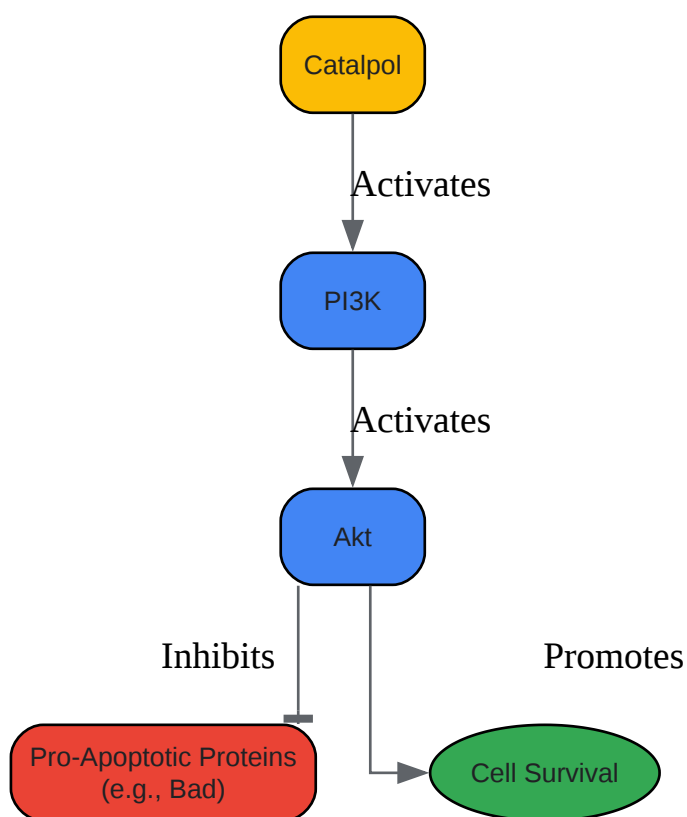 Catalpol
Activates
PI3K
Activates
Akt
Inhibits
Promotes
Pro-Apoptotic Proteins
(e.g., Bad)
Cell Survival